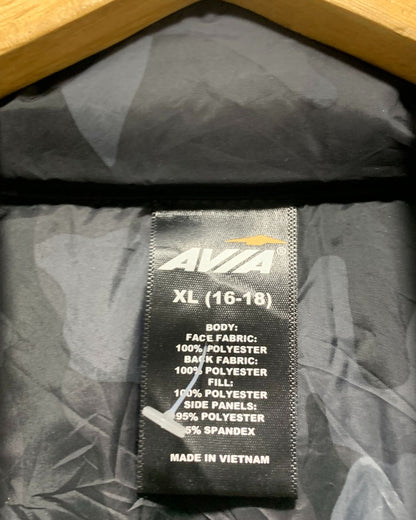 AVIA®
XL (16-18)
BODY:
FACE FABRIC:
100% POLYESTER
BACK FABRIC:
100% POLYESTER
FILL:
100% POLYESTER
SIDE PANELS:
95% POLYESTER
5% SPANDEX
MADE IN VIETNAM